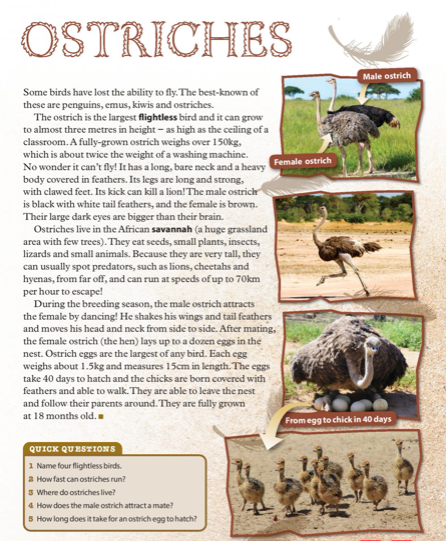 OSTRICHES
Some birds have lost the ability to fly. The best-known of
these are penguins, emus, kiwis and ostriches.
The ostrich is the largest flightless bird and it can grow
to almost three metres in height – as high as the ceiling of a
classroom. A fully-grown ostrich weighs over 150kg,
which is about twice the weight of a washing machine.
No wonder it can't fly! It has a long, bare neck and a heavy
body covered in feathers. Its legs are long and strong,
with clawed feet. Its kick can kill a lion! The male ostrich
is black with white tail feathers, and the female is brown.
Their large dark eyes are bigger than their brain.
Ostriches live in the African savannah (a huge grassland
area with few trees). They eat seeds, small plants, insects,
lizards and small animals. Because they are very tall, they
can usually spot predators, such as lions, cheetahs and
hyenas, from far off, and can run at speeds of up to 70km
per hour to escape!
During the breeding season, the male ostrich attracts
the female by dancing! He shakes his wings and tail feathers
and moves his head and neck from side to side. After mating,
the female ostrich (the hen) lays up to a dozen eggs in the
nest. Ostrich eggs are the largest of any bird. Each egg
weighs about 1.5kg and measures 15cm in length. The eggs
take 40 days to hatch and the chicks are born covered with
feathers and able to walk. They are able to leave the nest
and follow their parents around. They are fully grown
at 18 months old.
QUICK QUESTIONS
1 Name four flightless birds.
2 How fast can ostriches run?
3 Where do ostriches live?
4 How does the male ostrich attract a mate?
5 How long does it take for an ostrich egg to hatch?
Male ostrich
Female ostrich
From egg to chick in 40 days